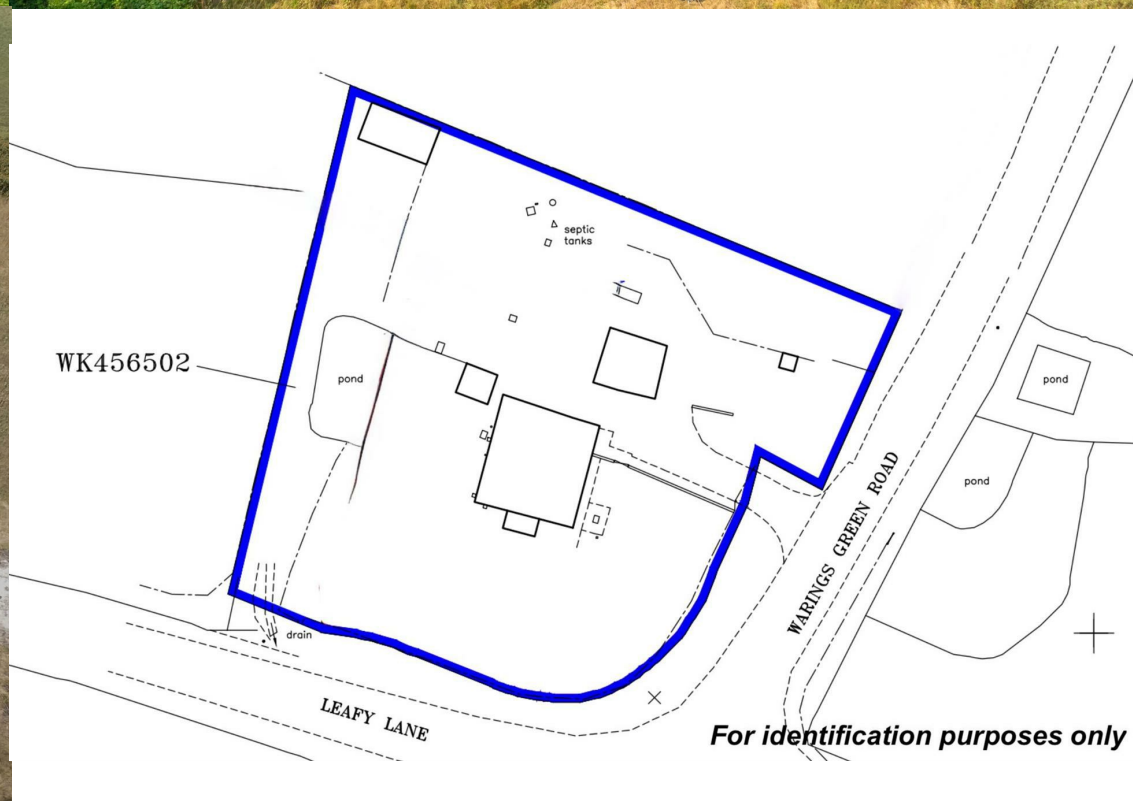 septic
tanks
WK456502
pond
pond
pond
WARINGS GREEN ROAD
drain
LEAFY LANE
For identification purposes only